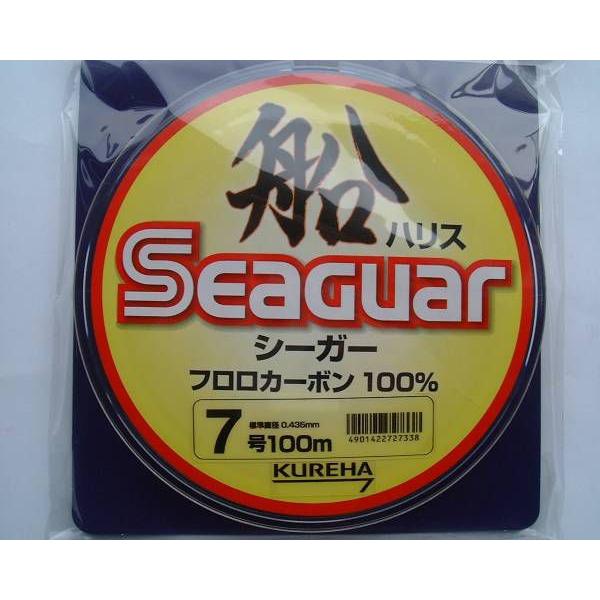 船
ハリス
SEAGUAR
シーガー
フロロカーボン 100%
7 標準直径 0.435mm
号100m
4901422727338
KUREHA
7